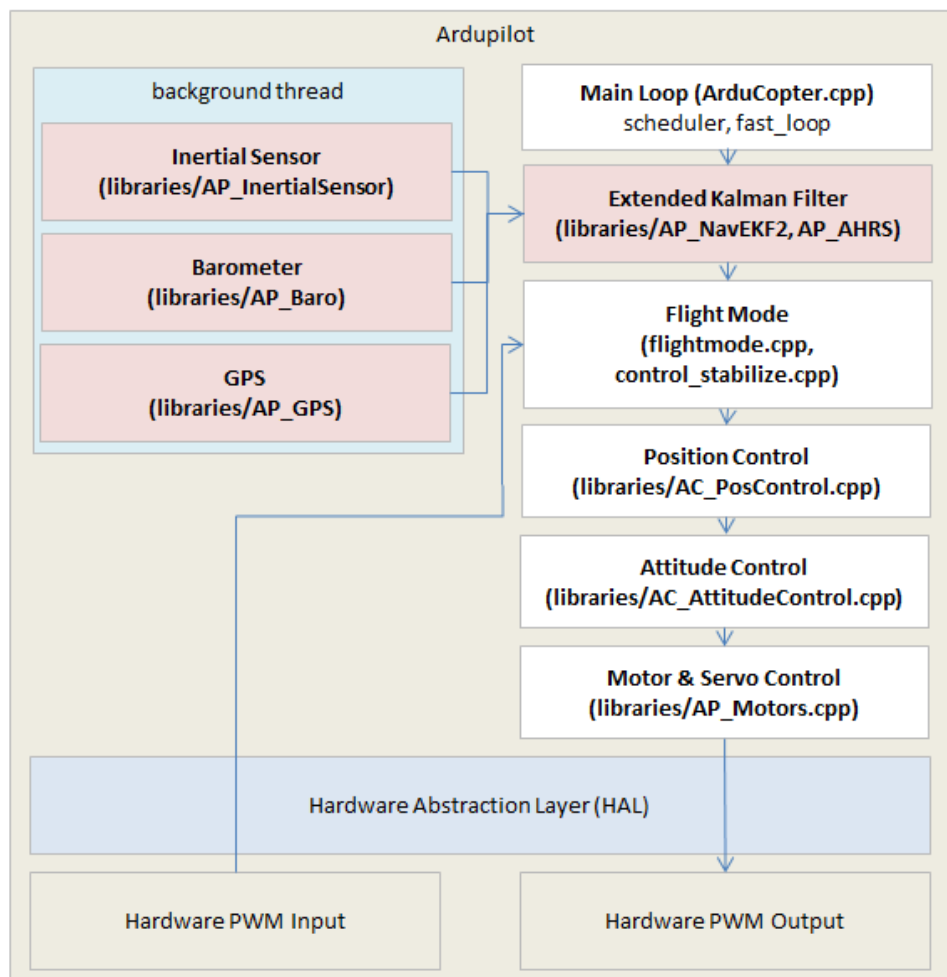 Ardupilot
background thread
Inertial Sensor
(libraries/AP_InertialSensor)
Barometer
(libraries/AP_Baro)
GPS
(libraries/AP_GPS)
Main Loop (ArduCopter.cpp)
scheduler, fast_loop
Extended Kalman Filter
(libraries/AP_NavEKF2, AP_AHRS)
Flight Mode
(flightmode.cpp,
control_stabilize.cpp)
Position Control
(libraries/AC_PosControl.cpp)
Attitude Control
(libraries/AC_AttitudeControl.cpp)
Motor & Servo Control
(libraries/AP_Motors.cpp)
Hardware Abstraction Layer (HAL)
Hardware PWM Input
Hardware PWM Output